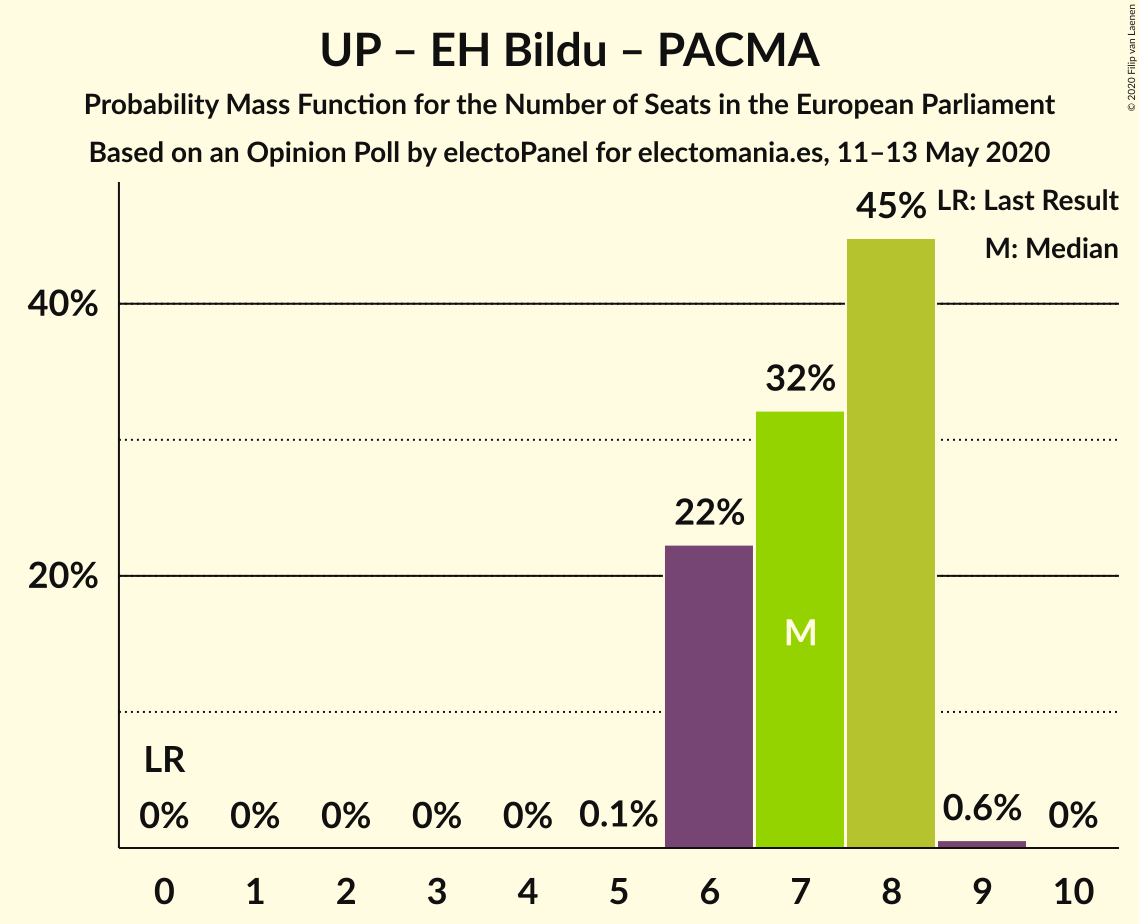 UP – EH Bildu – PACMA
Probability Mass Function for the Number of Seats in the European Parliament
Based on an Opinion Poll by electoPanel for electomania.es, 11–13 May 2020
© 2020 Filip van Laenen
LR: Last Result
M: Median
45%
40%
32%
22%
20%
M
LR
0% 0% 0% 0% 0% 0.1% 0.6% 0%
0 1 2 3 4 5 6 7 8 9 10